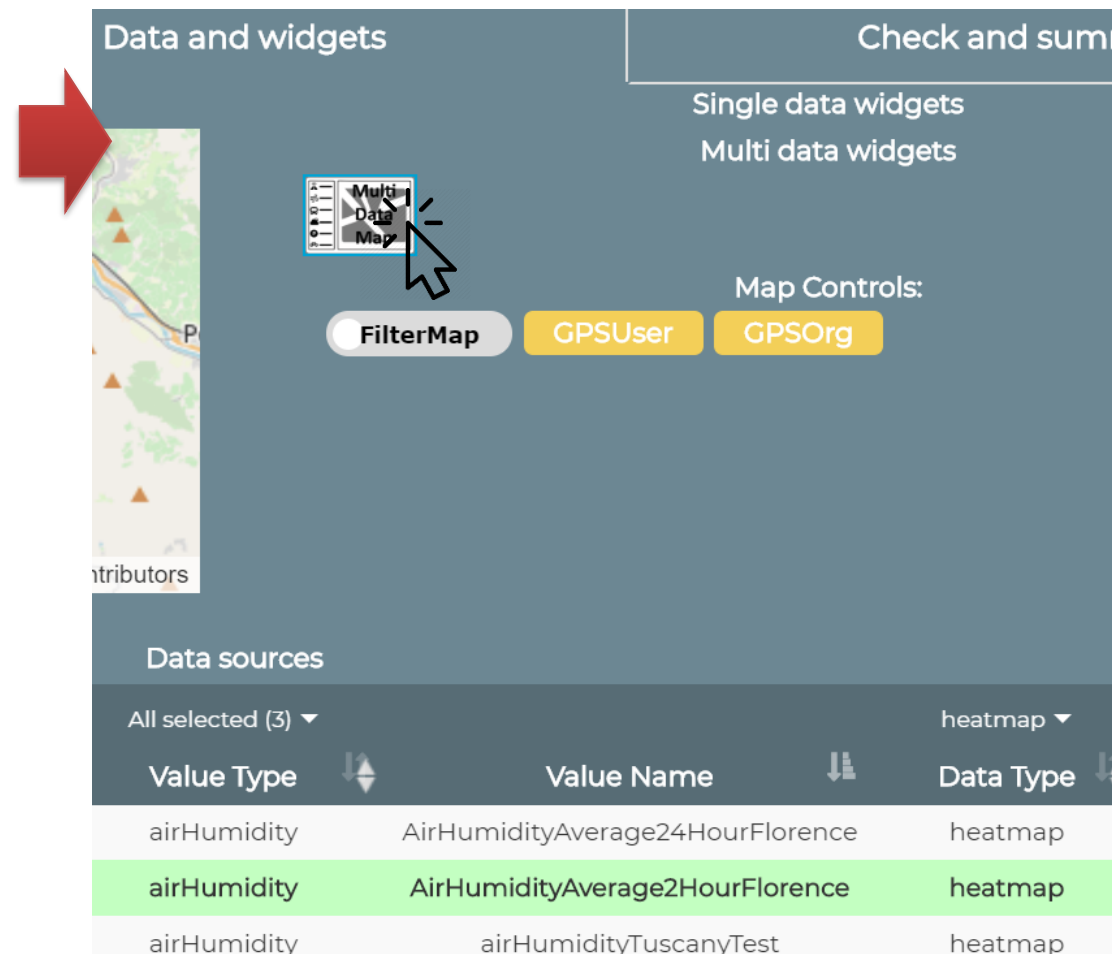 Data and widgets
Check and sum
Single data widgets
Multi data widgets
Multi
Data
Map
Map Controls:
FilterMap GPSUser GPSOrg
ntributors
Data sources
All selected (3) heatmap
Value Type Value Name Data Type
airHumidity AirHumidityAverage24HourFlorence heatmap
airHumidity AirHumidityAverage2HourFlorence heatmap
airHumidity airHumidityTuscanyTest heatmap